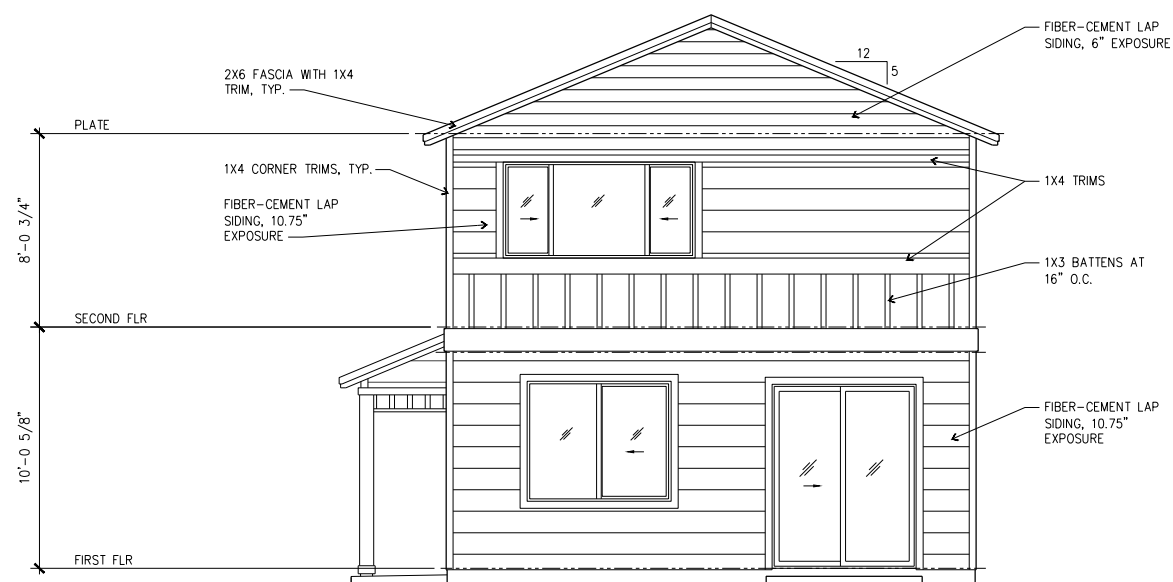 FIBER-CEMENT LAP
SIDING, 6" EXPOSURE
12
5
2X6 FASCIA WITH 1X4
TRIM, TYP.
PLATE
1X4 CORNER TRIMS, TYP.
1X4 TRIMS
FIBER-CEMENT LAP
SIDING, 10.75"
EXPOSURE
8'-0 3/4"
1X3 BATTENS AT
16" O.C.
SECOND FLR
FIBER-CEMENT LAP
SIDING, 10.75"
EXPOSURE
10'-0 5/8"
FIRST FLR